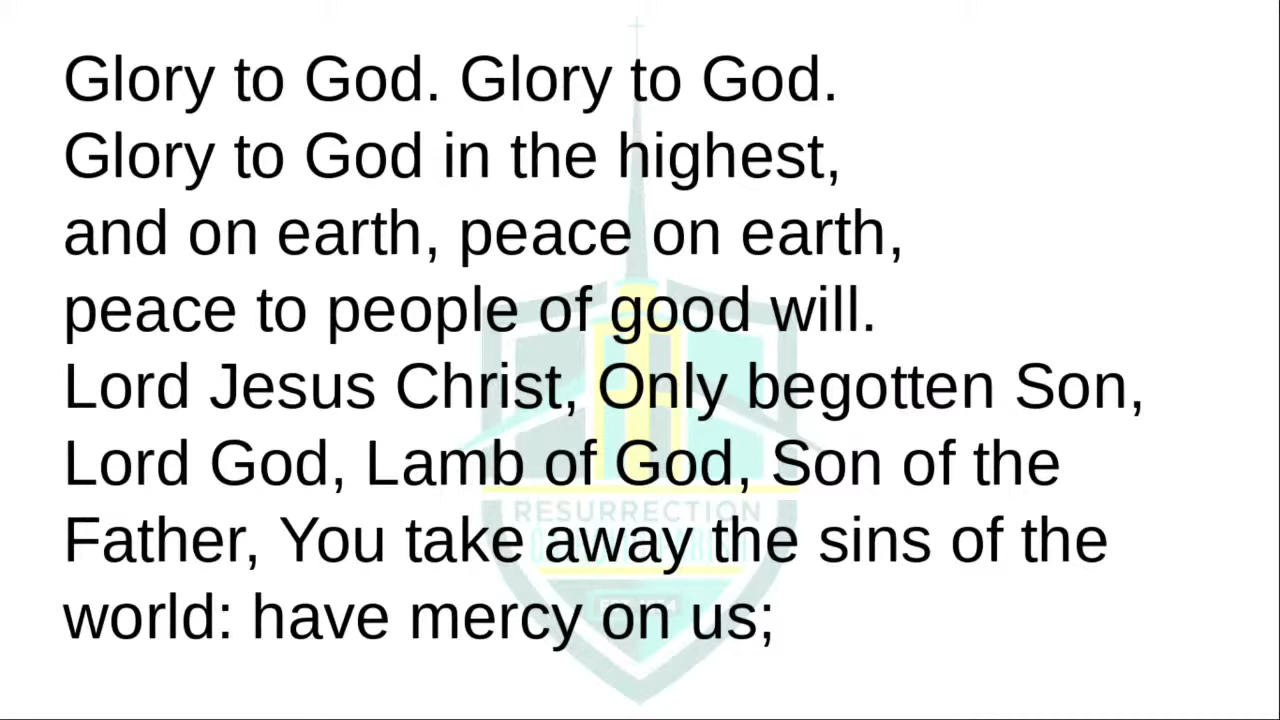 Glory to God. Glory to God.
Glory to God in the highest,
and on earth, peace on earth,
peace to people of good will.
Lord Jesus Christ, Only begotten Son,
Lord God, Lamb of God, Son of the
Father, You take away the sins of the
world: have mercy on us;
RESURRECTION